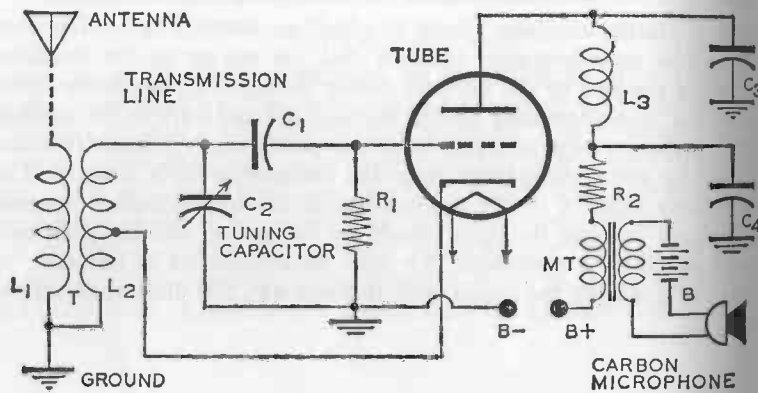 ANTENNA
TRANSMISSION
LINE
TUBE
C1
C2
TUNING
CAPACITOR
R1
L3
C3
R2
C4
MT
B
L1
T
L2
B-
B+
GROUND
CARBON
MICROPHONE